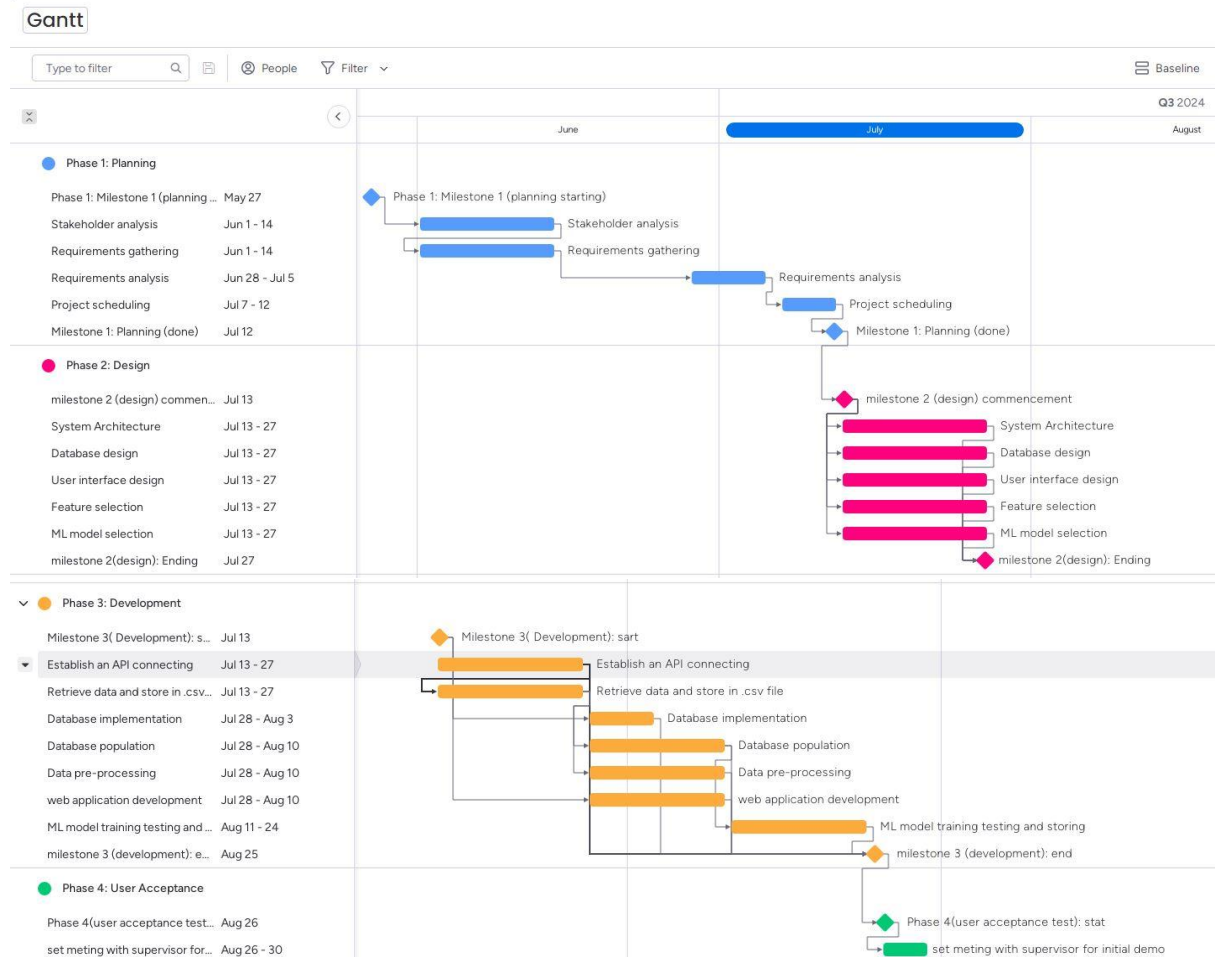 Gantt
Type to filter People Filter Baseline
Q3 2024
June July August
Phase 1: Planning
Phase 1: Milestone 1 (planning ... May 27 Phase 1: Milestone 1 (planning starting)
Stakeholder analysis Jun 1 - 14 Stakeholder analysis
Requirements gathering Jun 1 - 14 Requirements gathering
Requirements analysis Jun 28 - Jul 5 Requirements analysis
Project scheduling Jul 7 - 12 Project scheduling
Milestone 1: Planning (done) Jul 12 Milestone 1: Planning (done)
Phase 2: Design
milestone 2 (design) commen... Jul 13 milestone 2 (design) commencement
System Architecture Jul 13 - 27 System Architecture
Database design Jul 13 - 27 Database design
User interface design Jul 13 - 27 User interface design
Feature selection Jul 13 - 27 Feature selection
ML model selection Jul 13 - 27 ML model selection
milestone 2(design): Ending Jul 27 milestone 2(design): Ending
Phase 3: Development
Milestone 3( Development): s... Jul 13 Milestone 3( Development): sart
Establish an API connecting Jul 13 - 27 Establish an API connecting
Retrieve data and store in .csv... Jul 13 - 27 Retrieve data and store in .csv file
Database implementation Jul 28 - Aug 3 Database implementation
Database population Jul 28 - Aug 10 Database population
Data pre-processing Jul 28 - Aug 10 Data pre-processing
web application development Jul 28 - Aug 10 web application development
ML model training testing and ... Aug 11 - 24 ML model training testing and storing
milestone 3 (development): e... Aug 25 milestone 3 (development): end
Phase 4: User Acceptance
Phase 4(user acceptance test... Aug 26 Phase 4(user acceptance test): stat
set meting with supervisor for... Aug 26 - 30 set meting with supervisor for initial demo